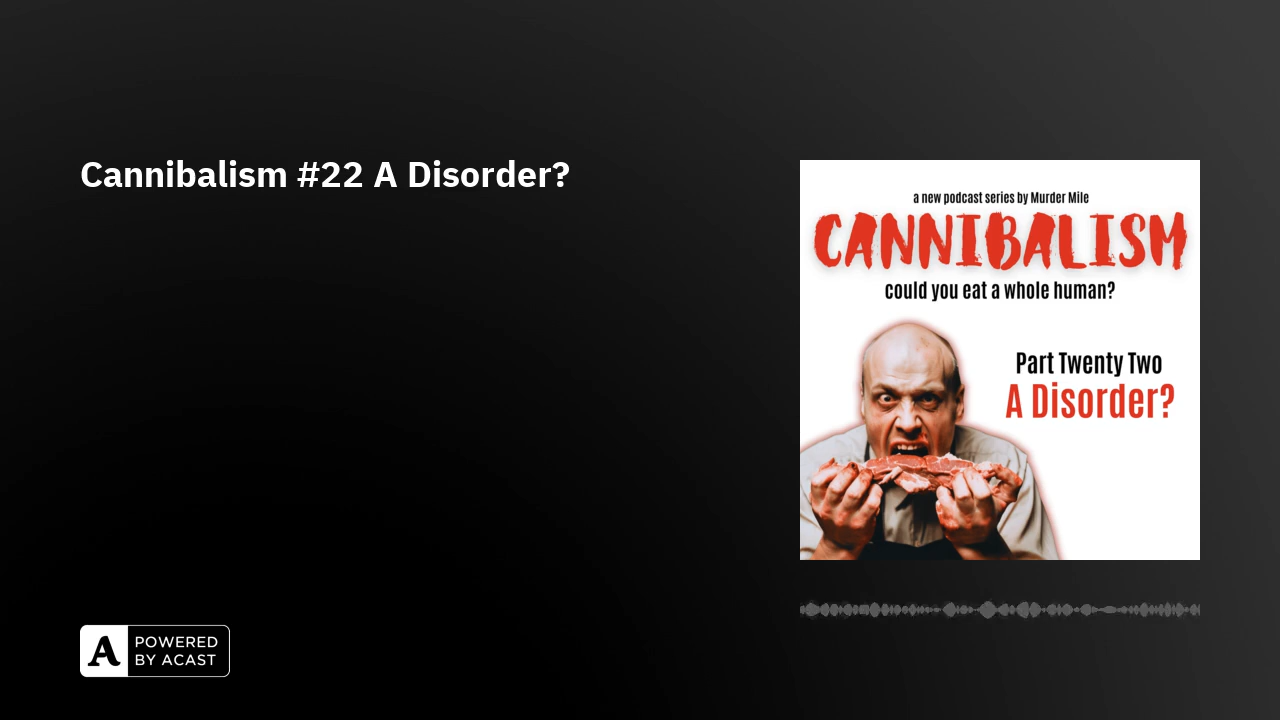 Cannibalism #22 A Disorder?
a new podcast series by Murder Mile
CANNIBALISM
could you eat a whole human?
Part Twenty Two
A Disorder?
A POWERED
BY ACAST